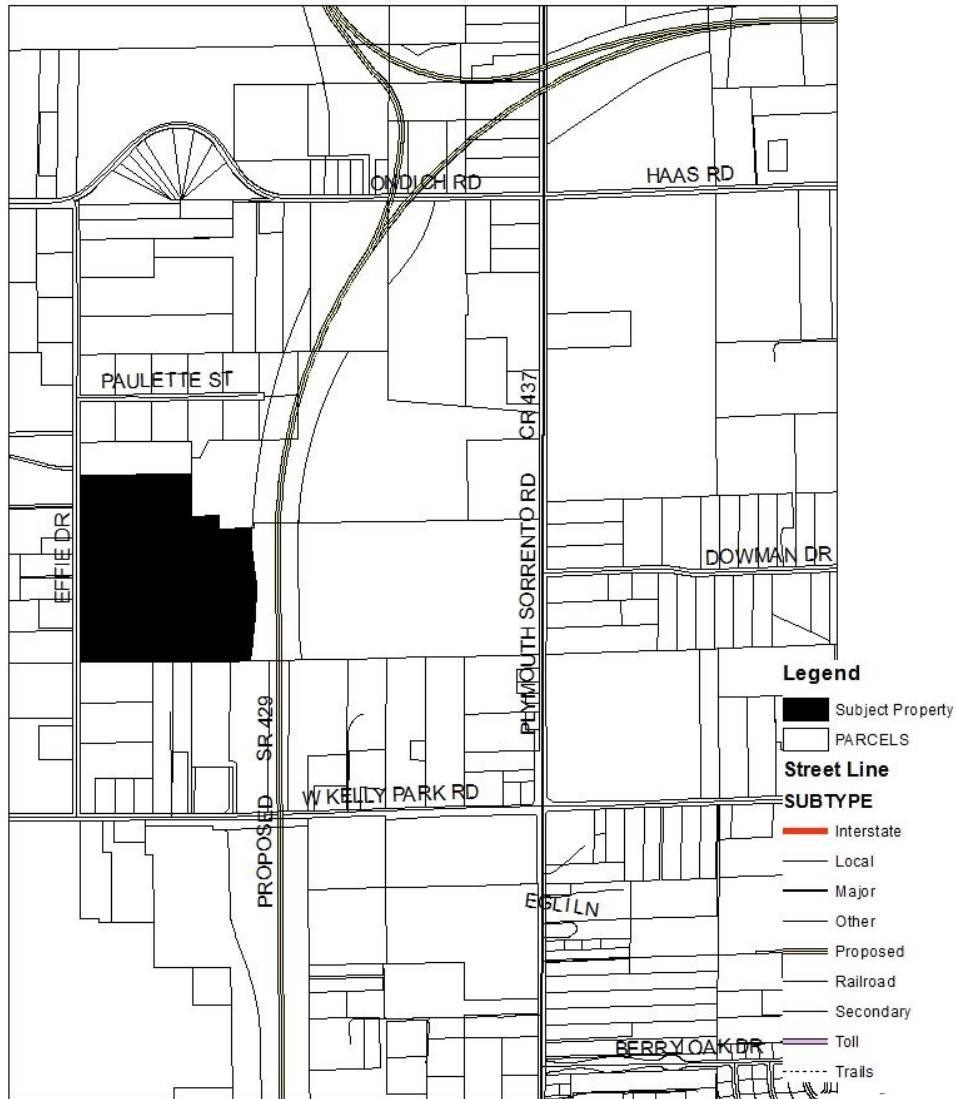 ONDICH RD
HAAS RD
PAULETTE ST
CR 437
EFFIE DR
PLYMOUTH SORRENTO RD
DOWMAN DR
PROPOSED SR 429
W KELLY PARK RD
EGLI LN
BERRY OAK DR
Legend
Subject Property
PARCELS
Street Line
SUBTYPE
Interstate
Local
Major
Other
Proposed
Railroad
Secondary
Toll
Trails